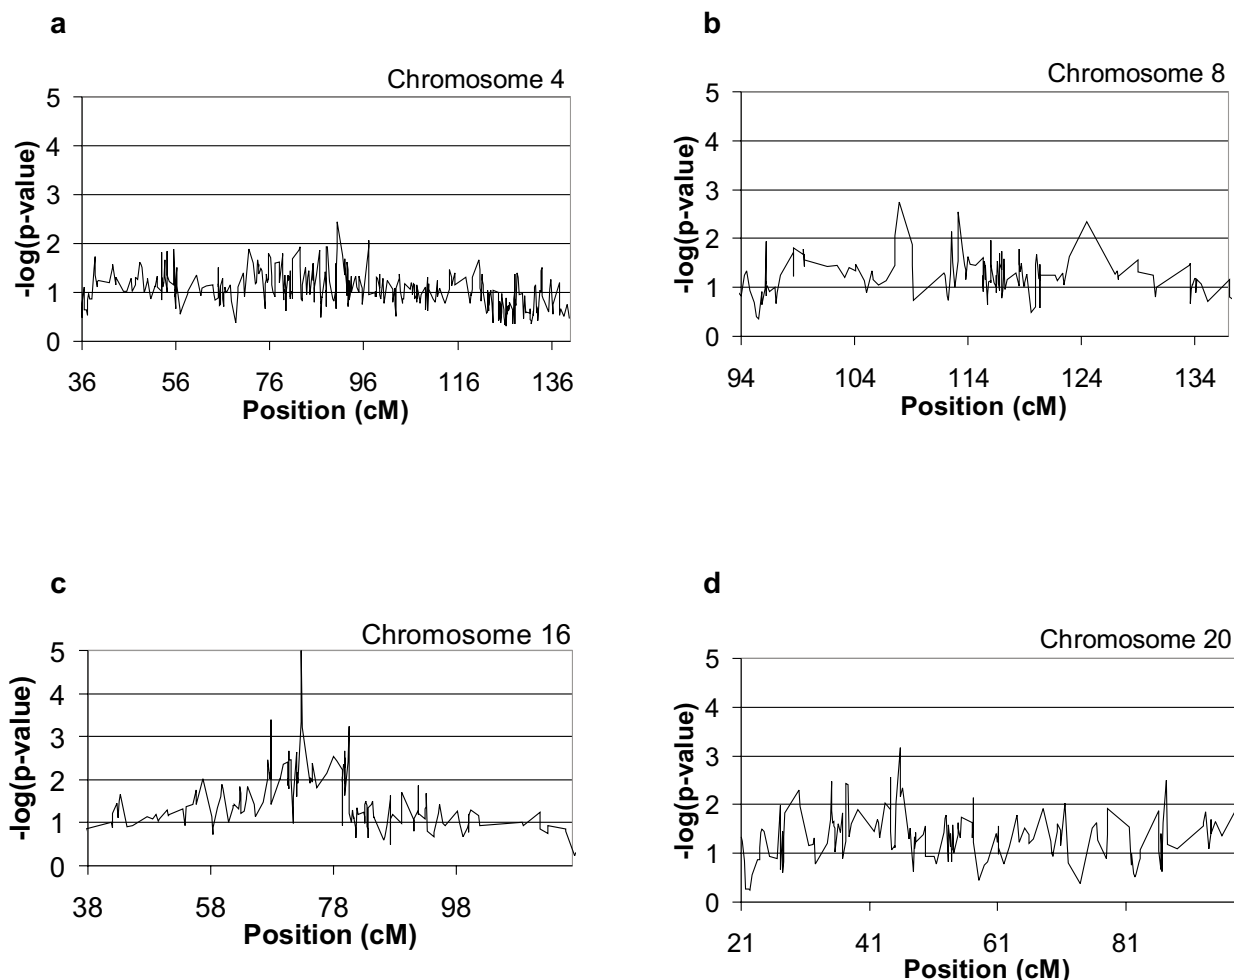 a
Chromosome 4
5
4
3
2
1
0
-log(p-value)
36 56 76 96 116 136
Position (cM)
b
Chromosome 8
5
4
3
2
1
0
-log(p-value)
94 104 114 124 134
Position (cM)
c
Chromosome 16
5
4
3
2
1
0
-log(p-value)
38 58 78 98
Position (cM)
d
Chromosome 20
5
4
3
2
1
0
-log(p-value)
21 41 61 81
Position (cM)